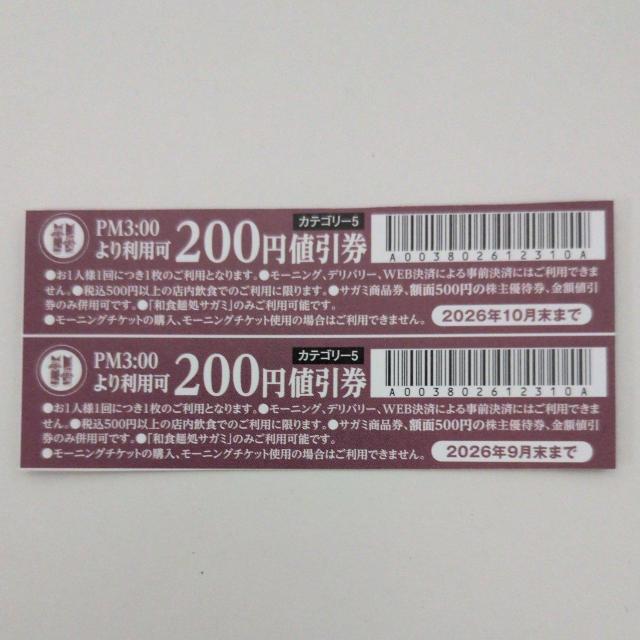 PM3:00
より利用可
200円値引券
カテゴリー5
A00380261231 0A
●お1人様1回につき1枚のご利用となります。●モーニング、デリバリー、WEB決済による事前決済にはご利用できま
せん。●税込500円以上の店内飲食でのご利用に限ります。●サガミ商品券、額面500円の株主優待券、金額値引
券のみ併用可です。●「和食麺処サガミ」のみご利用可能です。
●モーニングチケットの購入、モーニングチケット使用の場合はご利用できません。
2026年10月末まで
PM3:00
より利用可
200円値引券
カテゴリー5
A003802612310A
●お1人様1回につき1枚のご利用となります。●モーニング、デリバリー、WEB決済による事前決済にはご利用できま
せん。●税込500円以上の店内飲食でのご利用に限ります。●サガミ商品券、額面500円の株主優待券、金額値引
券のみ併用可です。●「和食麺処サガミ」のみご利用可能です。
●モーニングチケットの購入、モーニングチケット使用の場合はご利用できません。
2026年9月末まで